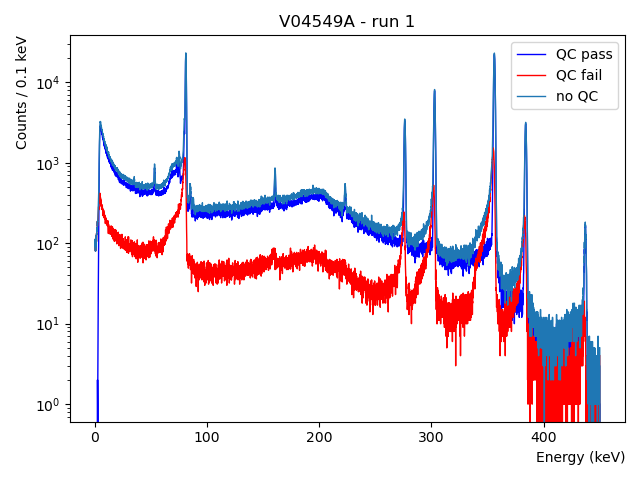 V04549A - run 1
Counts / 0.1 keV
10⁴
10³
10²
10¹
10⁰
QC pass
QC fail
no QC
0 100 200 300 400
Energy (keV)